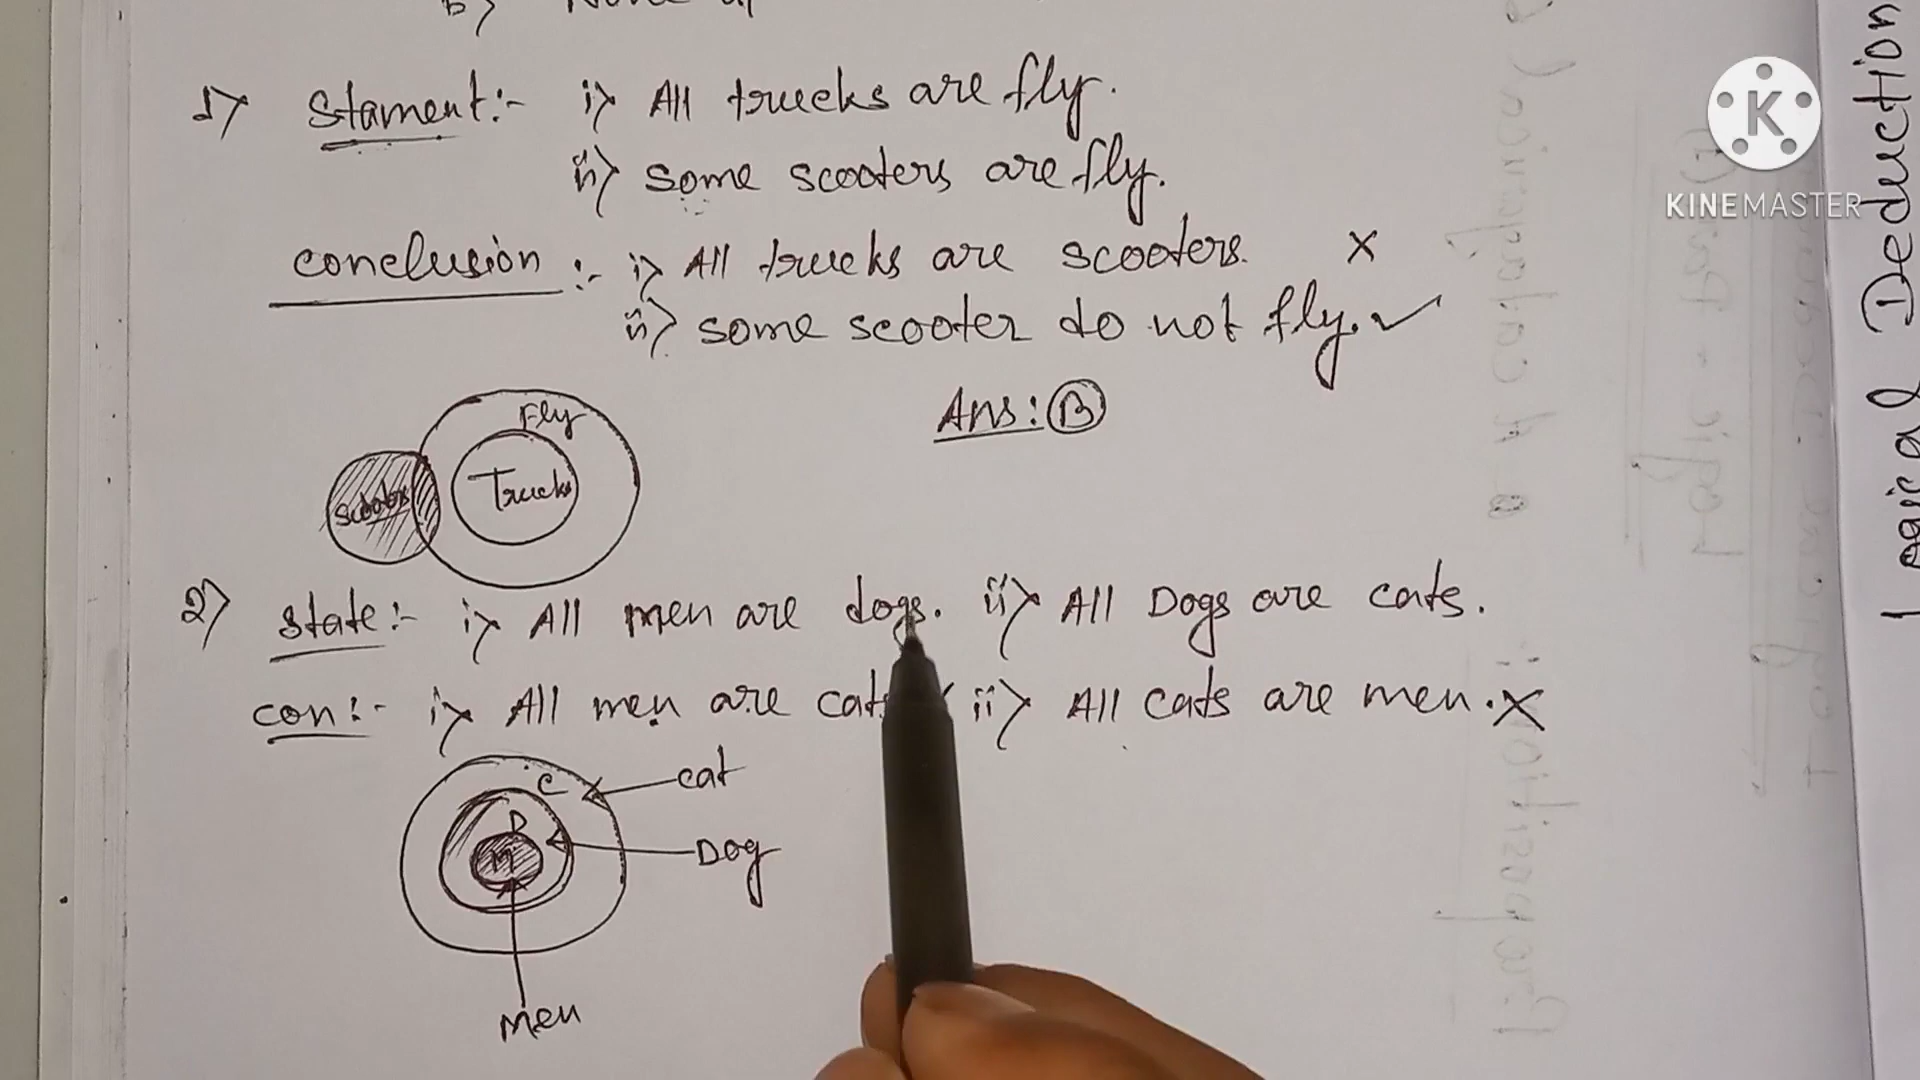 b)
1) Stament:- i) All trucks are fly.
ii) some scooters are fly.
conclusion :- i) All trucks are scooters. X
ii) some scooter do not fly. ✓
Ans: (B)
Fly
Trucks
scooters
2) state:- i) All men are dogs. ii) All Dogs are cats.
con:- i) All men are cats ii) All cats are men. X
C
cat
D
Dog
M
men
K
KINEMASTER
Logical Deduction